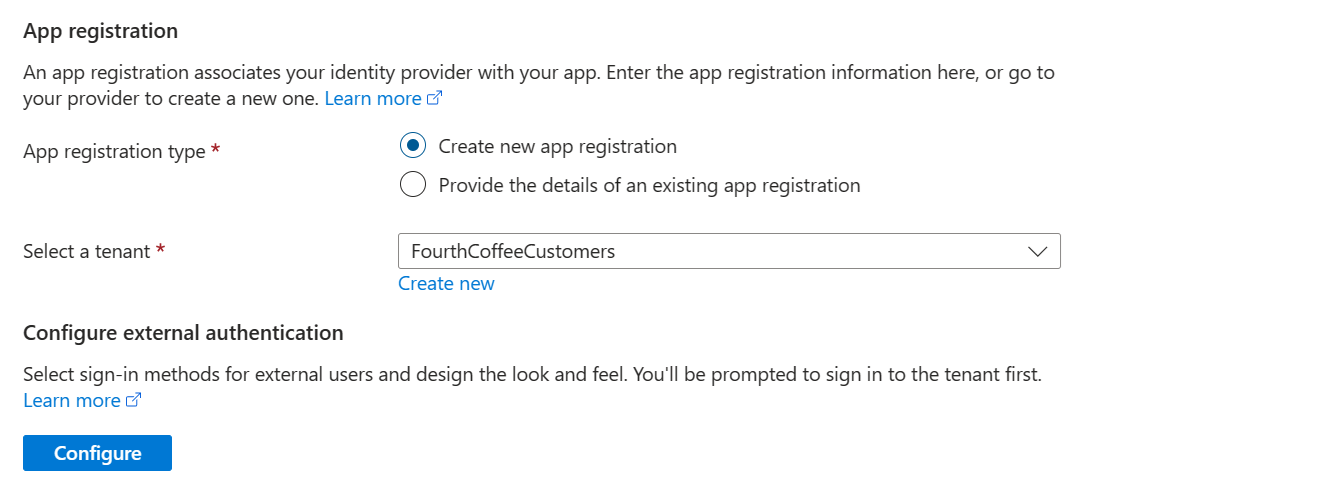 App registration
An app registration associates your identity provider with your app. Enter the app registration information here, or go to
your provider to create a new one. Learn more
App registration type *
Create new app registration
Provide the details of an existing app registration
Select a tenant *
FourthCoffeeCustomers
Create new
Configure external authentication
Select sign-in methods for external users and design the look and feel. You'll be prompted to sign in to the tenant first.
Learn more
Configure